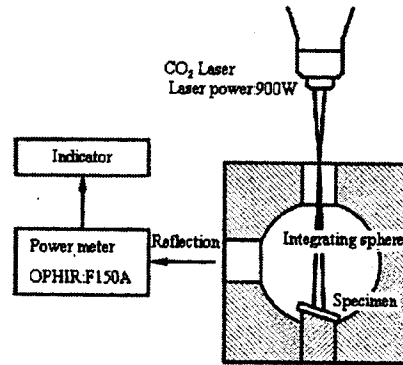 CO₂ Laser
Laser power:900W
Indicator
Power meter
OPHIR:F150A
Reflection
Integrating sphere
Specimen